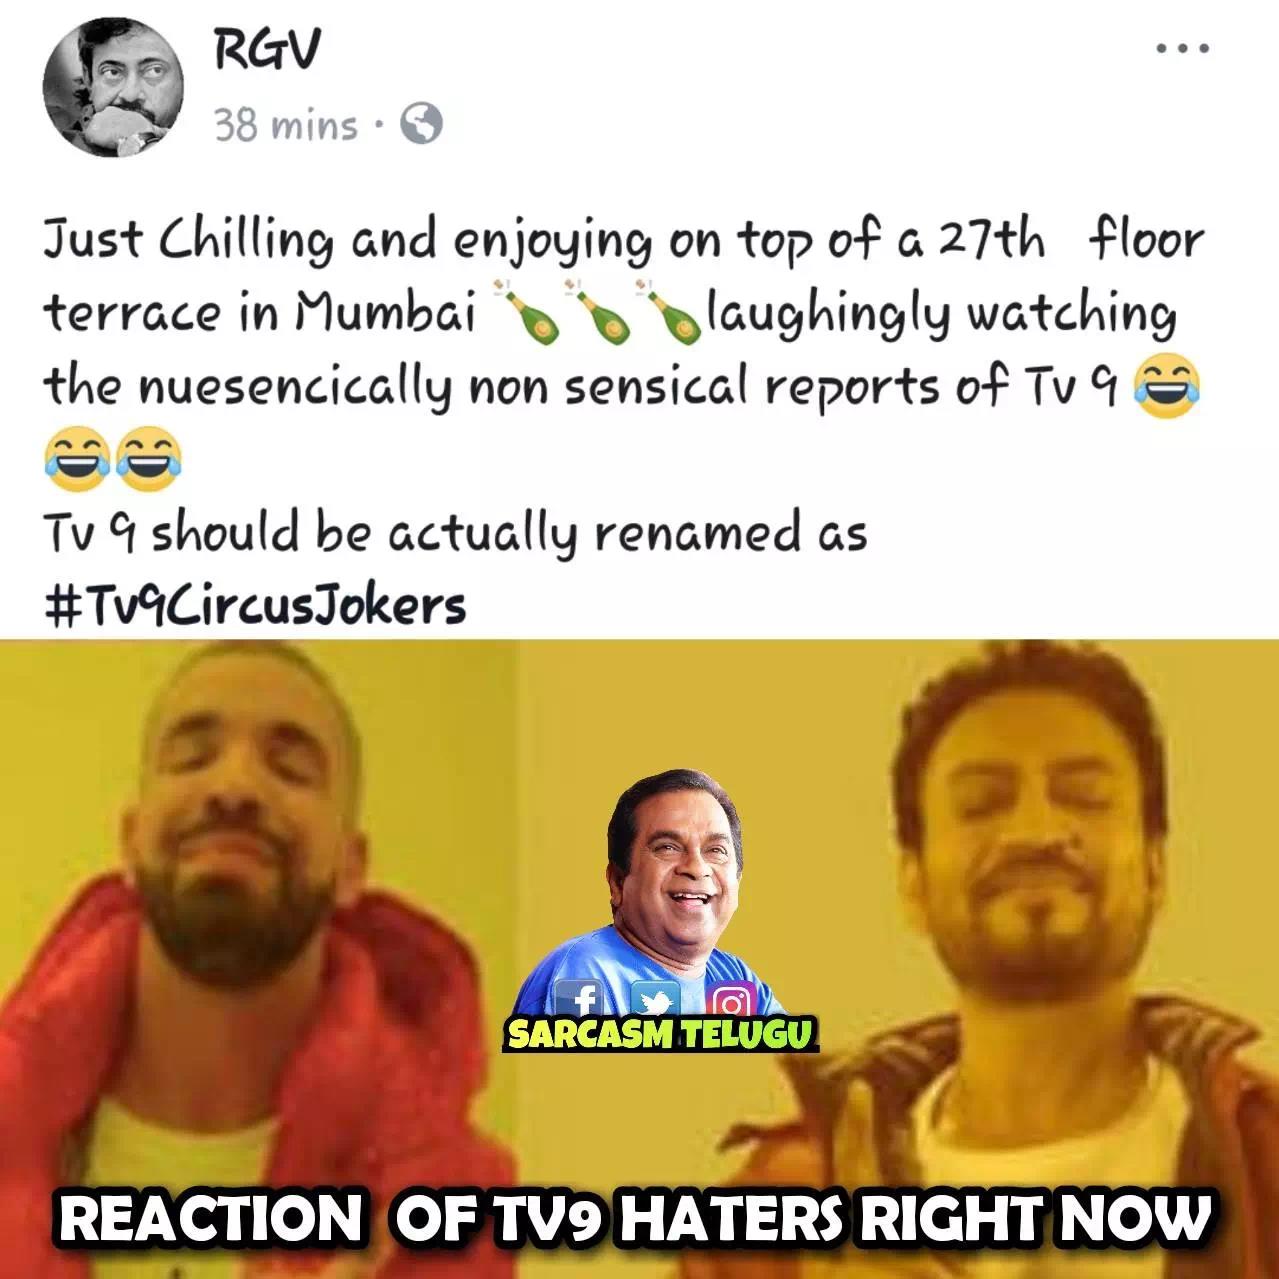 RGV
38 mins ·
Just Chilling and enjoying on top of a 27th floor
terrace in Mumbai 🍾🍾🍾laughingly watching
the nuesencically non sensical reports of Tv 9 😂
😂😂
Tv 9 should be actually renamed as
#Tv9CircusJokers
SARCASM TELUGU
REACTION OF TV9 HATERS RIGHT NOW